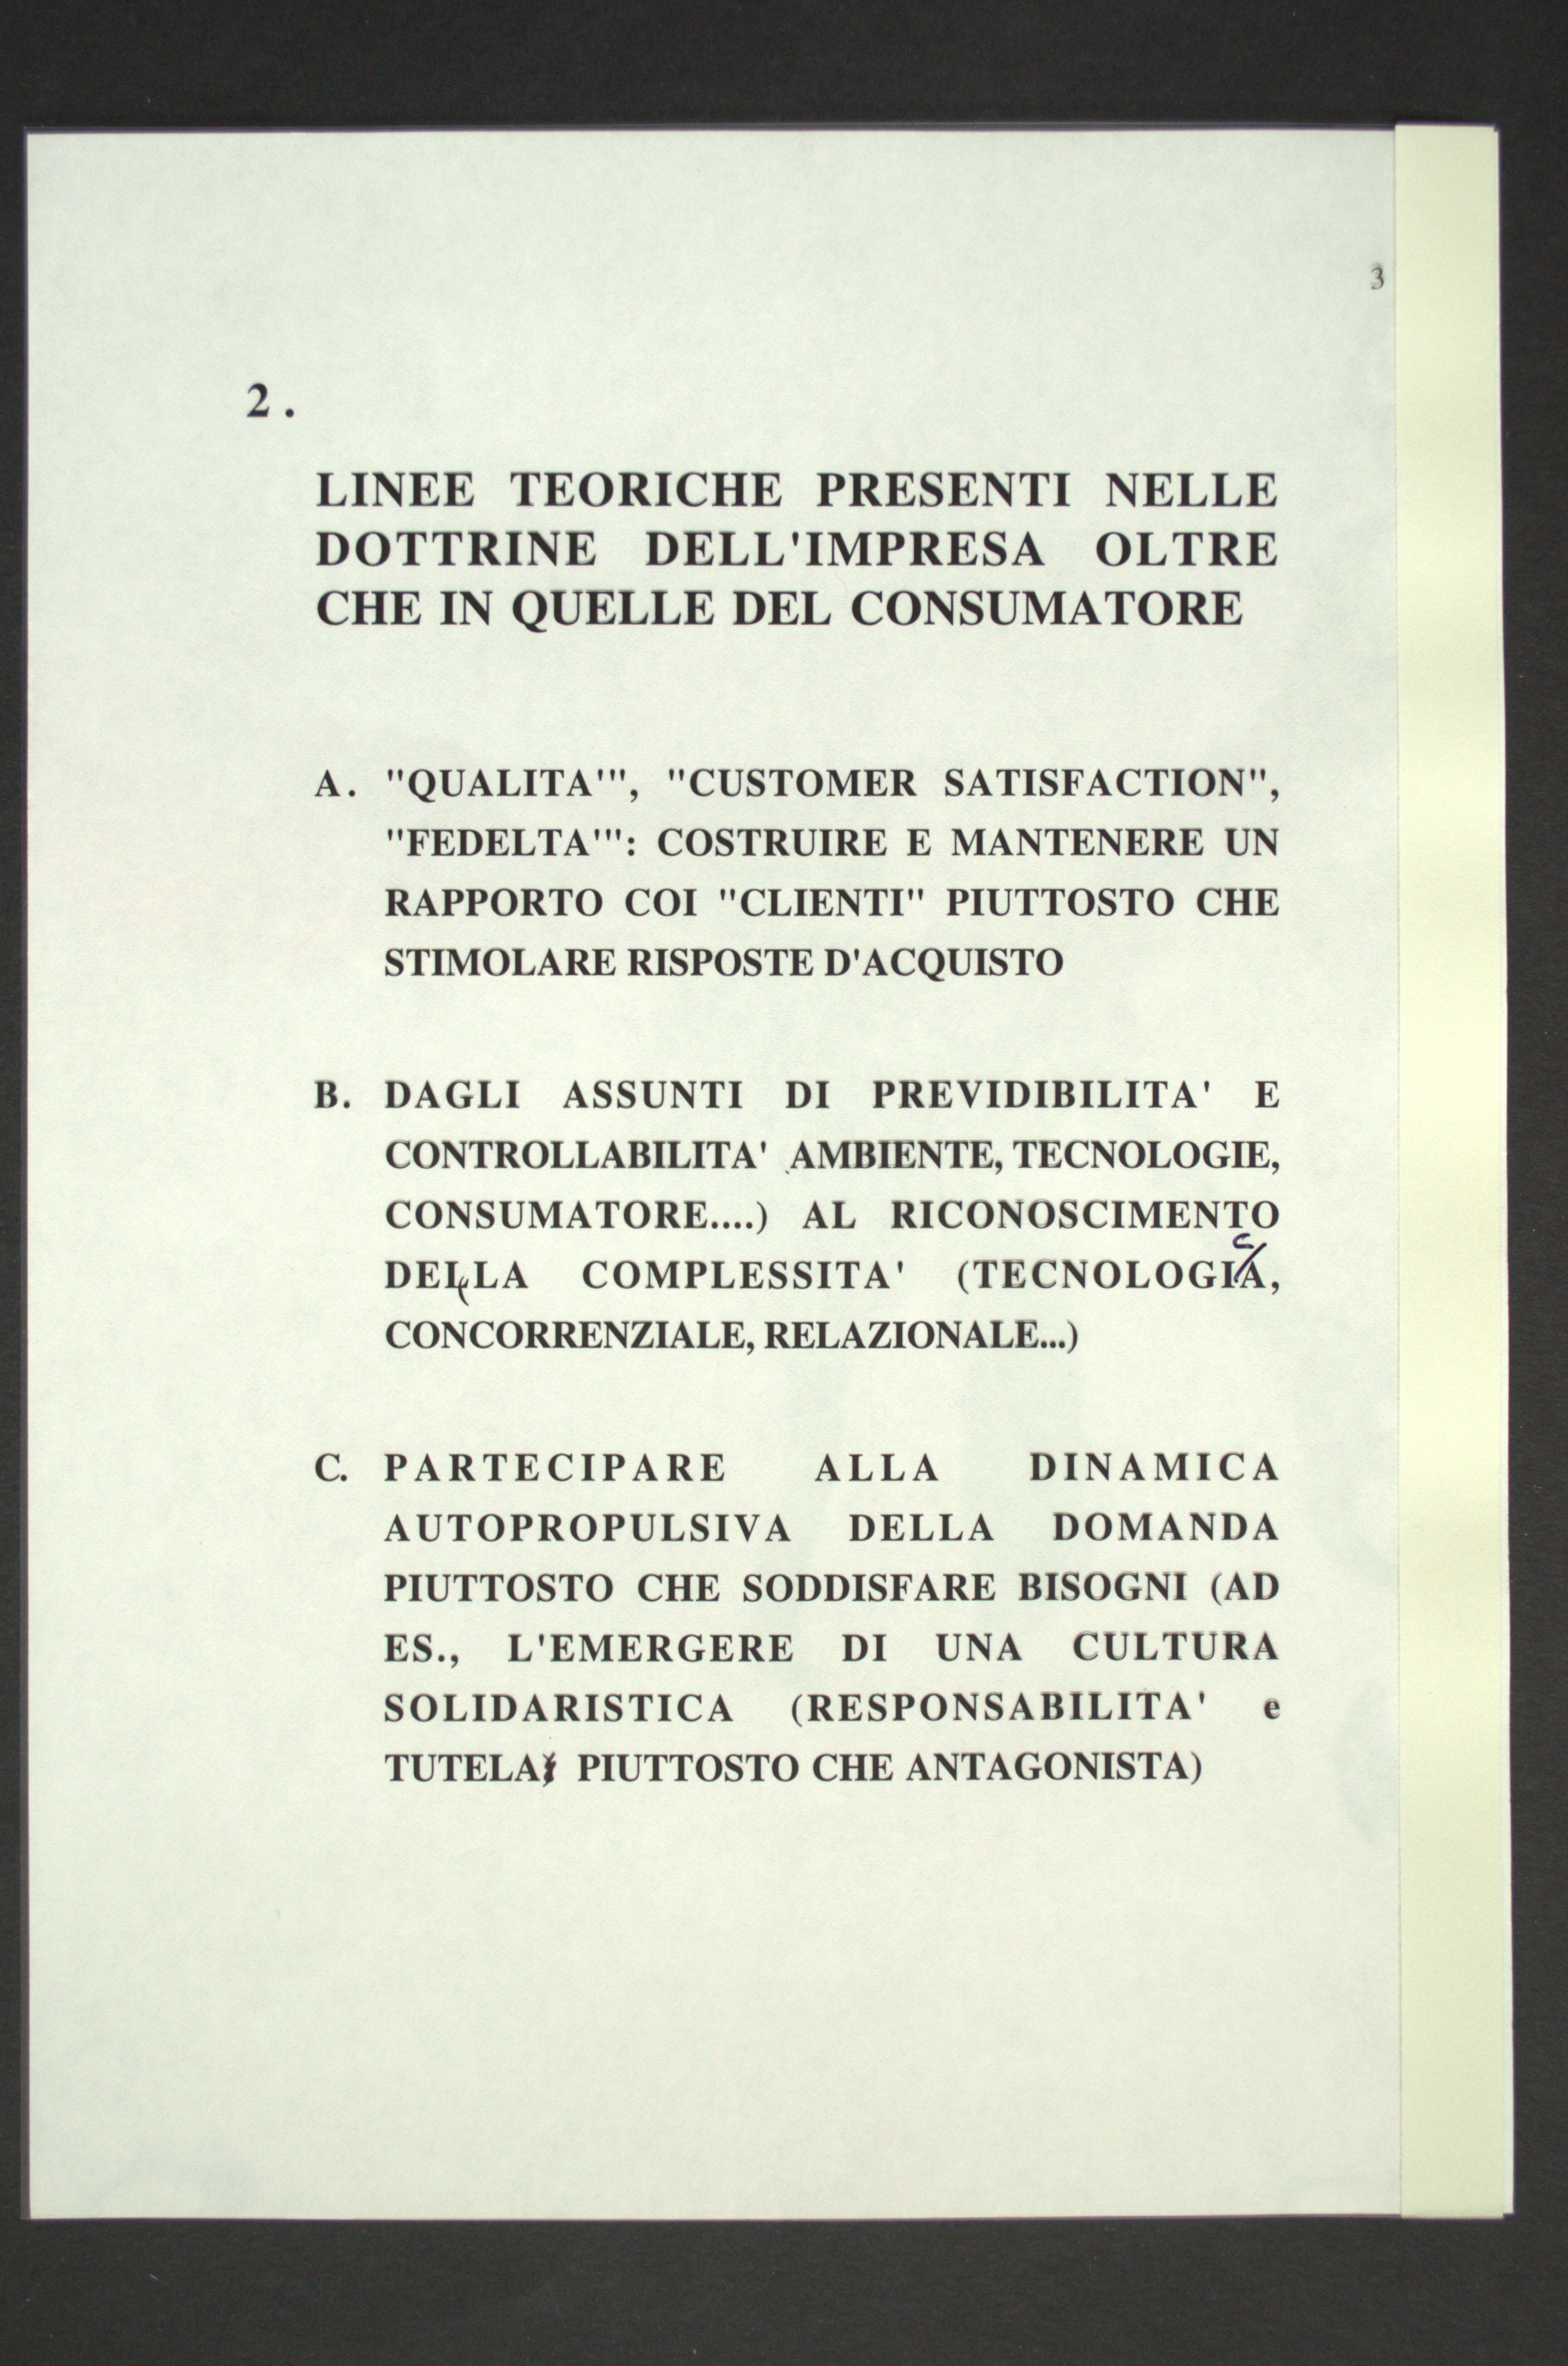 3
2.
LINEE TEORICHE PRESENTI NELLE
DOTTRINE DELL'IMPRESA OLTRE
CHE IN QUELLE DEL CONSUMATORE
A. "QUALITA'", "CUSTOMER SATISFACTION",
"FEDELTA'": COSTRUIRE E MANTENERE UN
RAPPORTO COI "CLIENTI" PIUTTOSTO CHE
STIMOLARE RISPOSTE D'ACQUISTO
B. DAGLI ASSUNTI DI PREVIDIBILITA' E
CONTROLLABILITA' AMBIENTE, TECNOLOGIE,
CONSUMATORE....) AL RICONOSCIMENTO
DELLA COMPLESSITA' (TECNOLOGICA,
CONCORRENZIALE, RELAZIONALE...)
C. PARTECIPARE ALLA DINAMICA
AUTOPROPULSIVA DELLA DOMANDA
PIUTTOSTO CHE SODDISFARE BISOGNI (AD
ES., L'EMERGERE DI UNA CULTURA
SOLIDARISTICA (RESPONSABILITA' e
TUTELA) PIUTTOSTO CHE ANTAGONISTA)